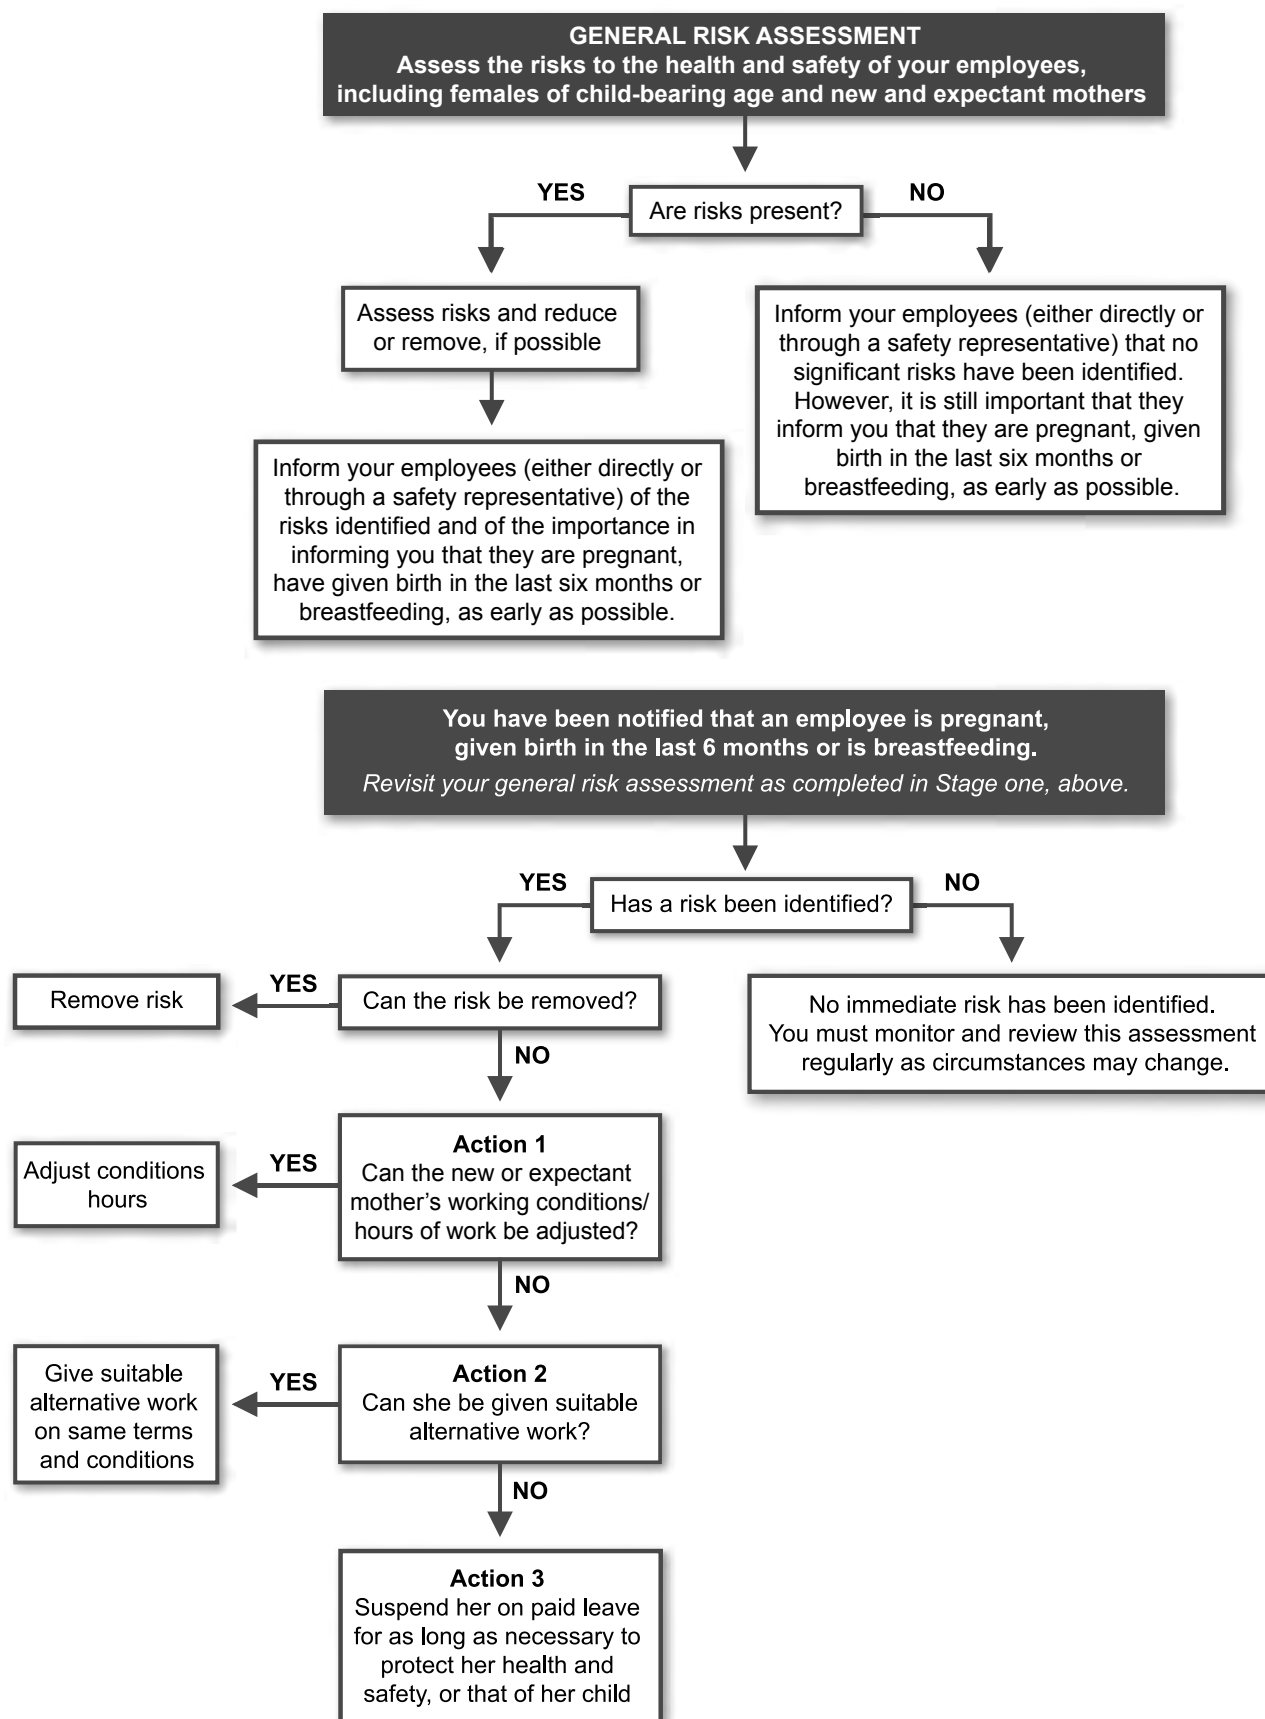 GENERAL RISK ASSESSMENT
Assess the risks to the health and safety of your employees,
including females of child-bearing age and new and expectant mothers
YES
NO
Are risks present?
Assess risks and reduce
or remove, if possible
Inform your employees (either directly or
through a safety representative) that no
significant risks have been identified.
However, it is still important that they
inform you that they are pregnant, given
birth in the last six months or
breastfeeding, as early as possible.
Inform your employees (either directly or
through a safety representative) of the
risks identified and of the importance in
informing you that they are pregnant,
have given birth in the last six months or
breastfeeding, as early as possible.
You have been notified that an employee is pregnant,
given birth in the last 6 months or is breastfeeding.
Revisit your general risk assessment as completed in Stage one, above.
YES
NO
Has a risk been identified?
Remove risk
YES
Can the risk be removed?
No immediate risk has been identified.
You must monitor and review this assessment
regularly as circumstances may change.
NO
Adjust conditions
hours
YES
Action 1
Can the new or expectant
mother's working conditions/
hours of work be adjusted?
NO
Give suitable
alternative work
on same terms
and conditions
YES
Action 2
Can she be given suitable
alternative work?
NO
Action 3
Suspend her on paid leave
for as long as necessary to
protect her health and
safety, or that of her child